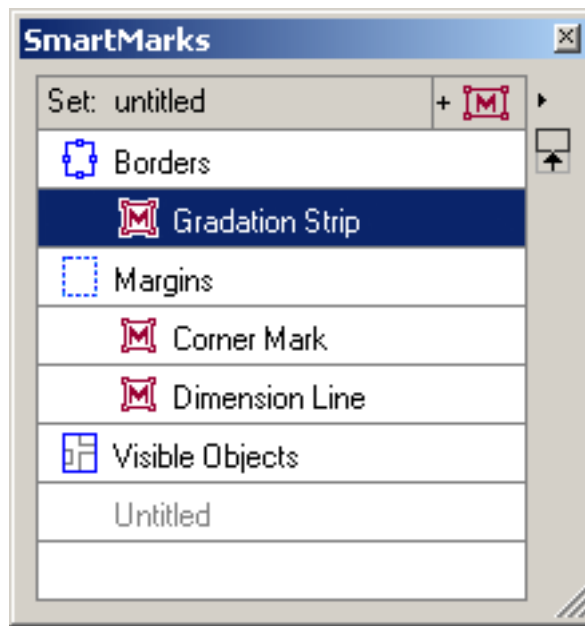 SmartMarks
Set: untitled
Borders
Gradation Strip
Margins
Corner Mark
Dimension Line
Visible Objects
Untitled